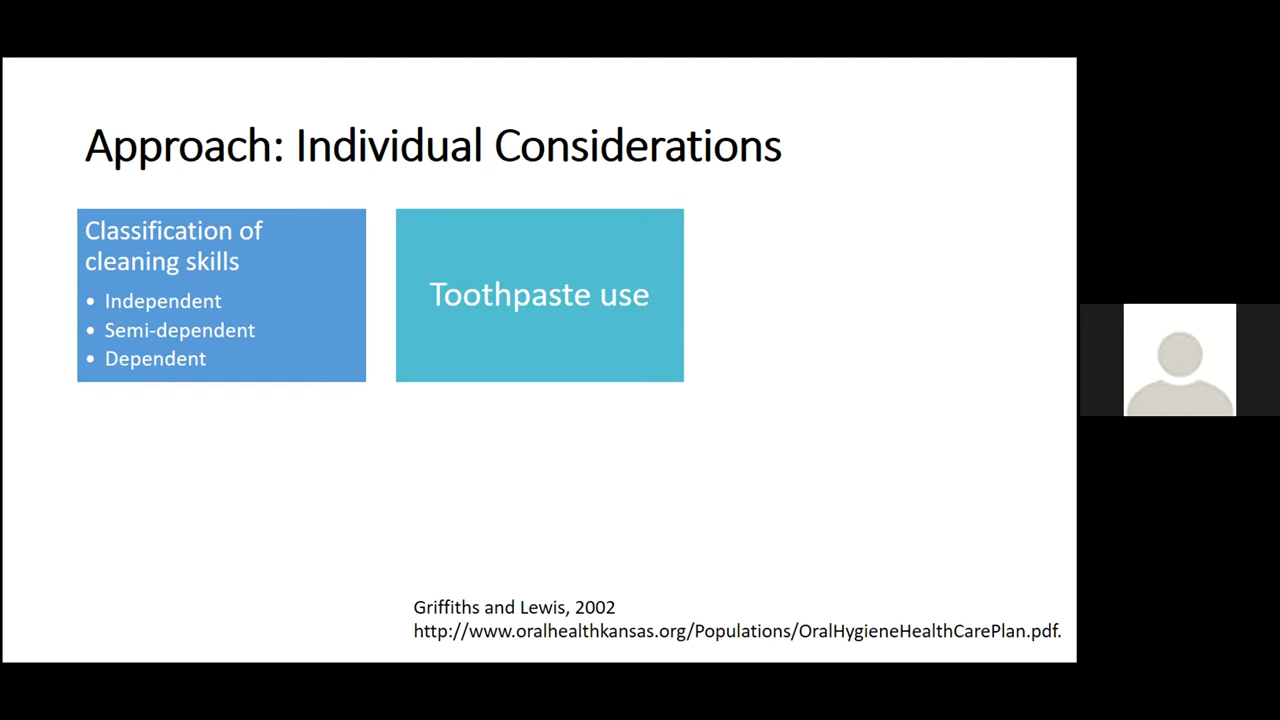 Approach: Individual Considerations
Classification of
cleaning skills
• Independent
• Semi-dependent
• Dependent
Toothpaste use
Griffiths and Lewis, 2002
http://www.oralhealthkansas.org/Populations/OralHygieneHealthCarePlan.pdf.